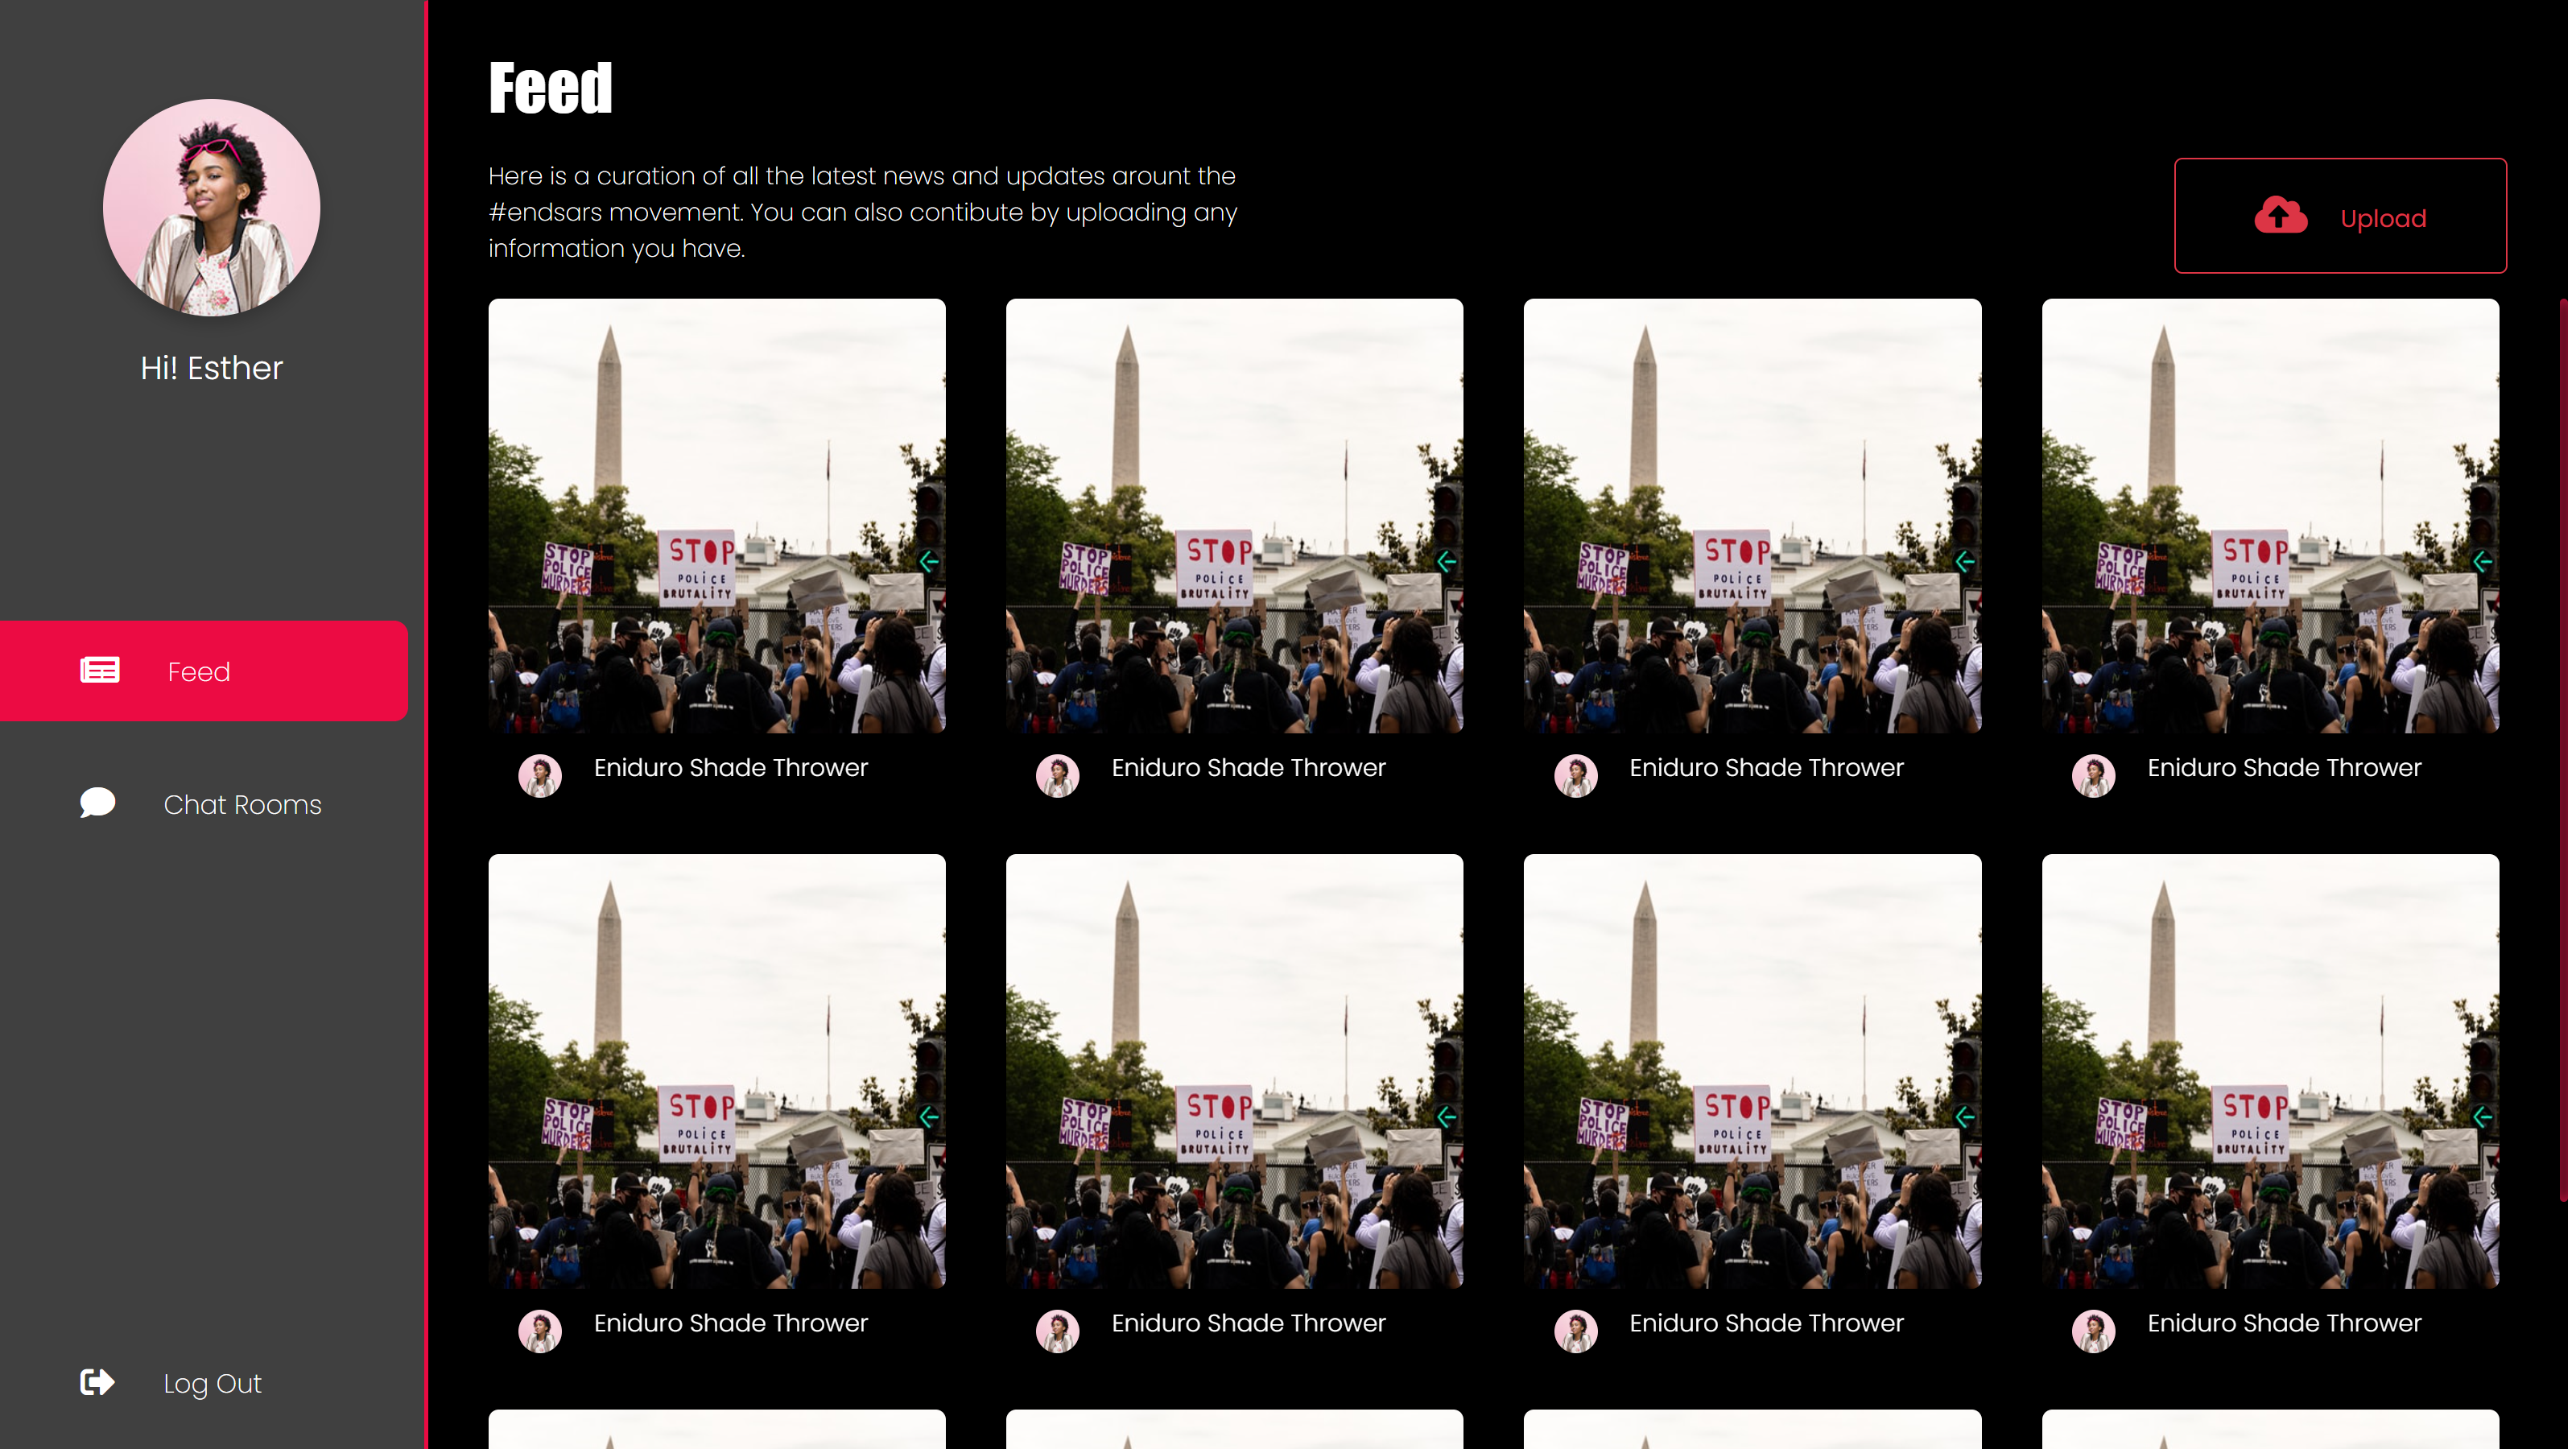 Hi! Esther
Feed
Chat Rooms
Log Out
Feed
Here is a curation of all the latest news and updates arount the
#endsars movement. You can also contibute by uploading any
information you have.
Upload
STOP
POLICE
MURDERS
STOP
POLICE
BRUTALITY
STOP
POLICE
MURDERS
STOP
POLICE
BRUTALITY
STOP
POLICE
MURDERS
STOP
POLICE
BRUTALITY
STOP
POLICE
MURDERS
STOP
POLICE
BRUTALITY
Eniduro Shade Thrower
Eniduro Shade Thrower
Eniduro Shade Thrower
Eniduro Shade Thrower
STOP
POLICE
MURDERS
STOP
POLICE
BRUTALITY
STOP
POLICE
MURDERS
STOP
POLICE
BRUTALITY
STOP
POLICE
MURDERS
STOP
POLICE
BRUTALITY
STOP
POLICE
MURDERS
STOP
POLICE
BRUTALITY
Eniduro Shade Thrower
Eniduro Shade Thrower
Eniduro Shade Thrower
Eniduro Shade Thrower